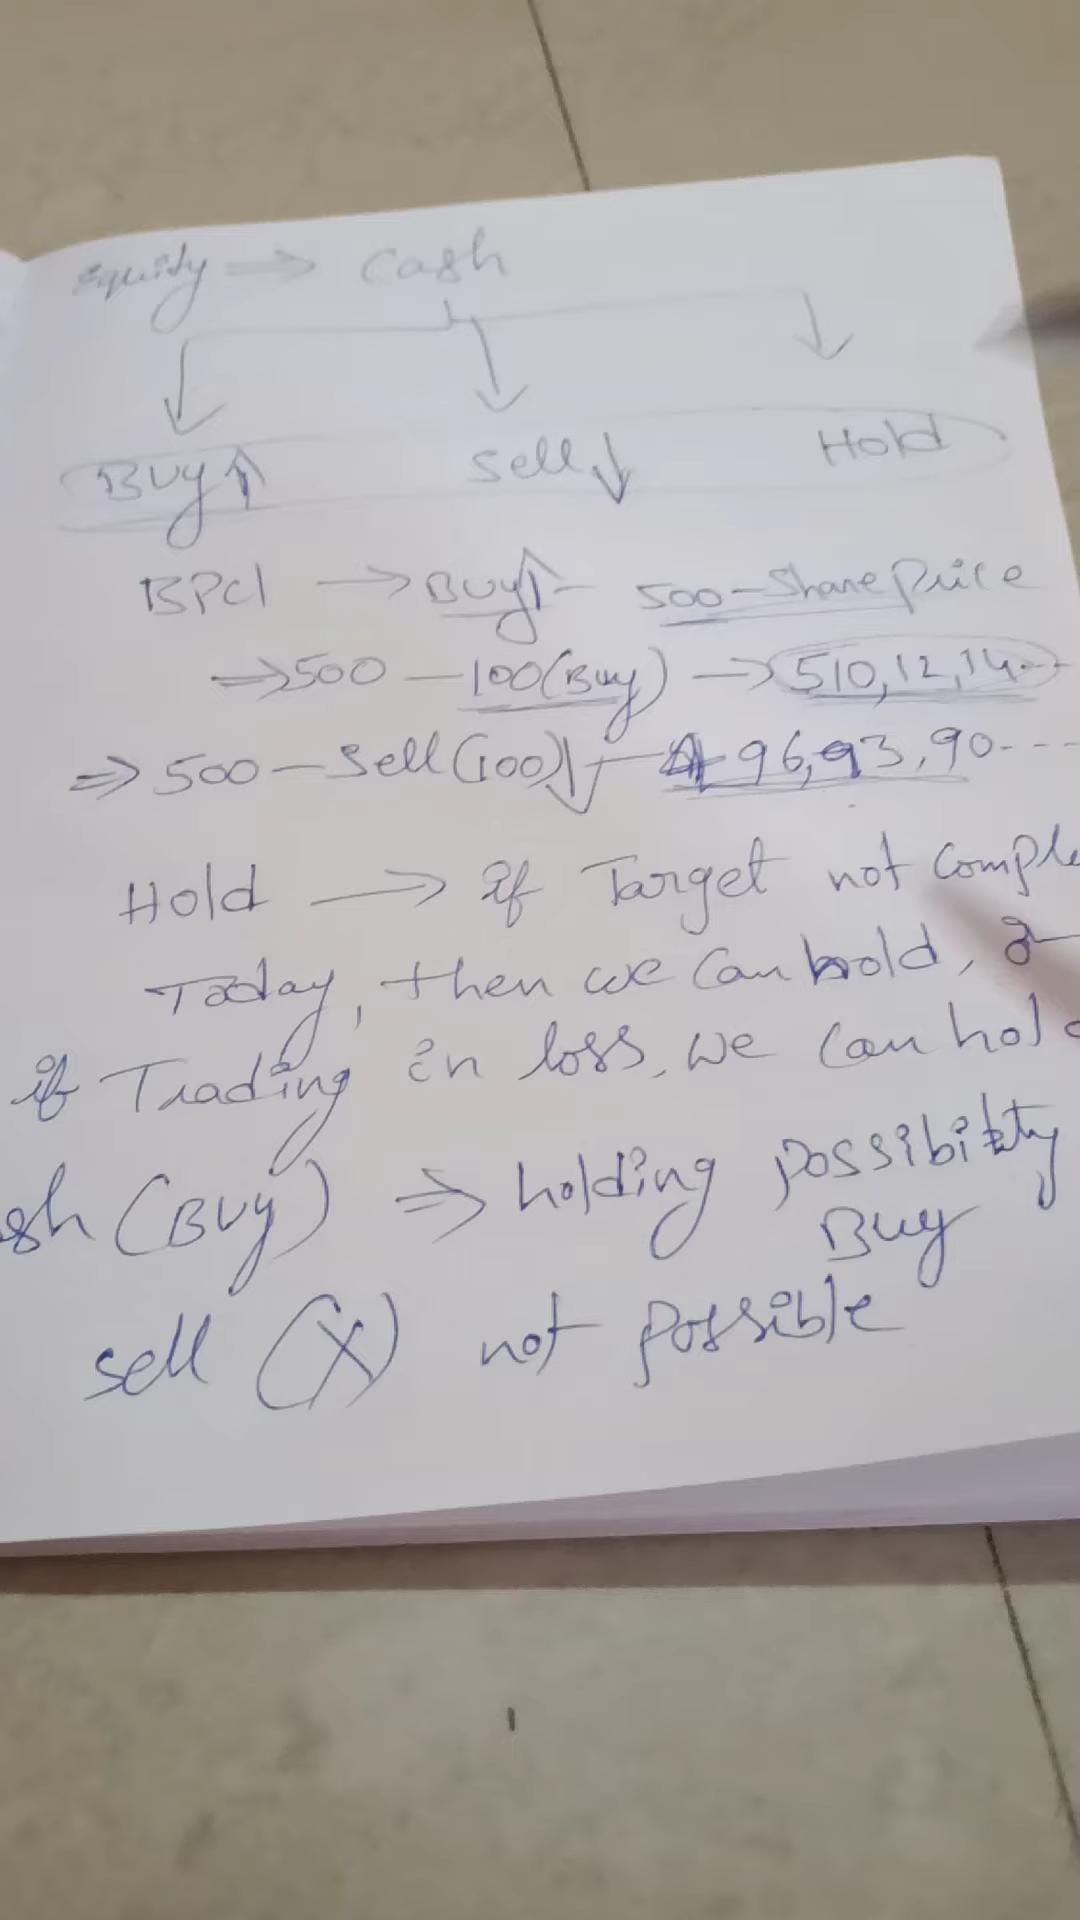 Equity ⇒ Cash
Buy↑ Sell↓ Hold
BPCl → Buy↑ - 500 - Share Price
⇒ 500 - 100 (Buy) → 510, 12, 14...
⇒ 500 - Sell (100)↓ - 96, 93, 90....
Hold → if Target not Comple
Today, then we can hold, or
if Trading in loss, we can hol
sh (Buy) ⇒ holding possibility
Buy
sell (X) not possible